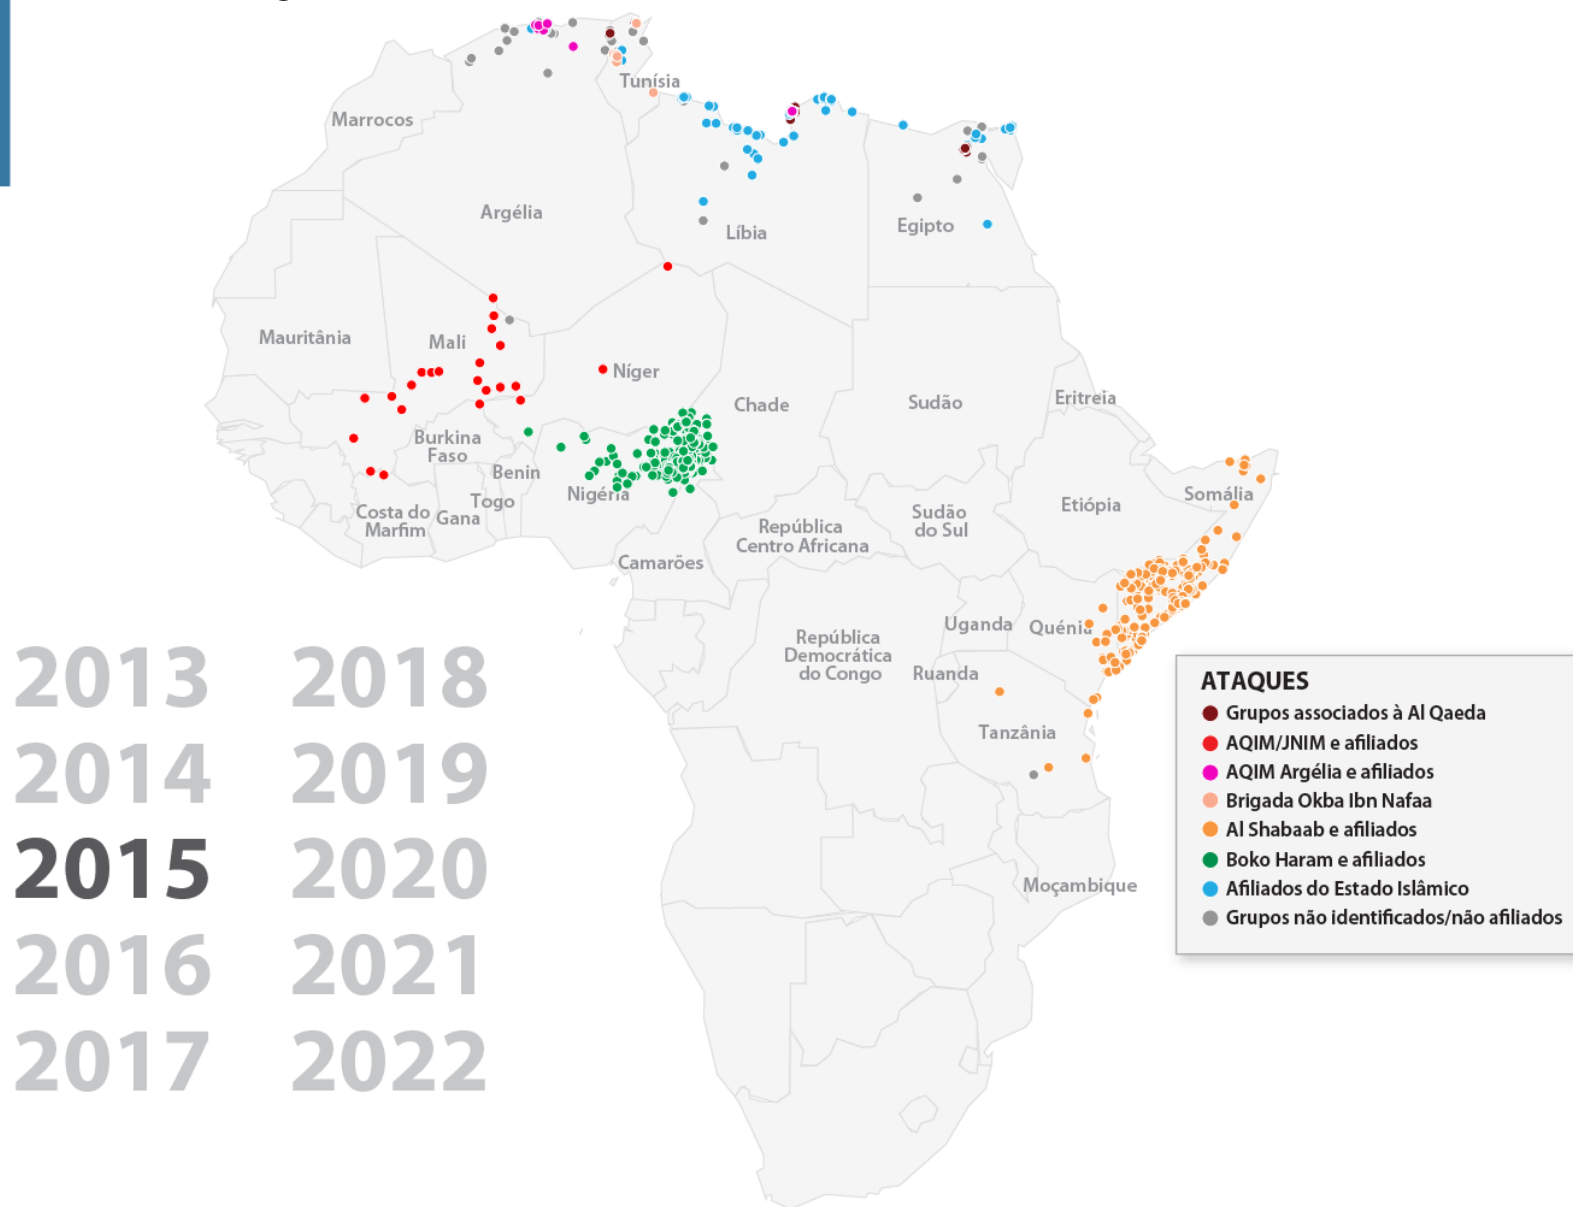 Tunísia
Marrocos
Argélia
Líbia
Egipto
Mauritânia
Mali
Níger
Chade
Sudão
Eritreia
Burkina
Faso
Benin
Nigéria
Togo
Costa do
Marfim
Gana
Camarões
República
Centro Africana
Sudão
do Sul
Etiópia
Somália
Uganda
Quénia
República
Democrática
do Congo
Ruanda
Tanzânia
Moçambique
2013 2018
2014 2019
2015 2020
2016 2021
2017 2022
ATAQUES
Grupos associados à Al Qaeda
AQIM/JNIM e afiliados
AQIM Argélia e afiliados
Brigada Okba Ibn Nafaa
Al Shabaab e afiliados
Boko Haram e afiliados
Afiliados do Estado Islâmico
Grupos não identificados/não afiliados